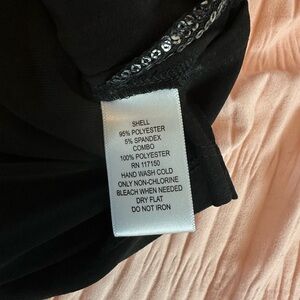 SHELL
95% POLYESTER
5% SPANDEX
COMBO
100% POLYESTER
RN 117150
HAND WASH COLD
ONLY NON-CHLORINE
BLEACH WHEN NEEDED
DRY FLAT
DO NOT IRON